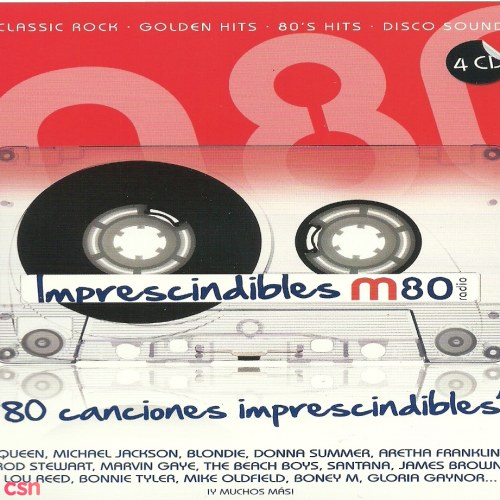 CLASSIC ROCK · GOLDEN HITS · 80'S HITS · DISCO SOUND
4 CD
m80
Imprescindibles m80 radio
80 canciones imprescindibles"
QUEEN, MICHAEL JACKSON, BLONDIE, DONNA SUMMER, ARETHA FRANKLIN
ROD STEWART, MARVIN GAYE, THE BEACH BOYS, SANTANA, JAMES BROWN
LOU REED, BONNIE TYLER, MIKE OLDFIELD, BONEY M, GLORIA GAYNOR...
¡Y MUCHOS MÁS!
csn